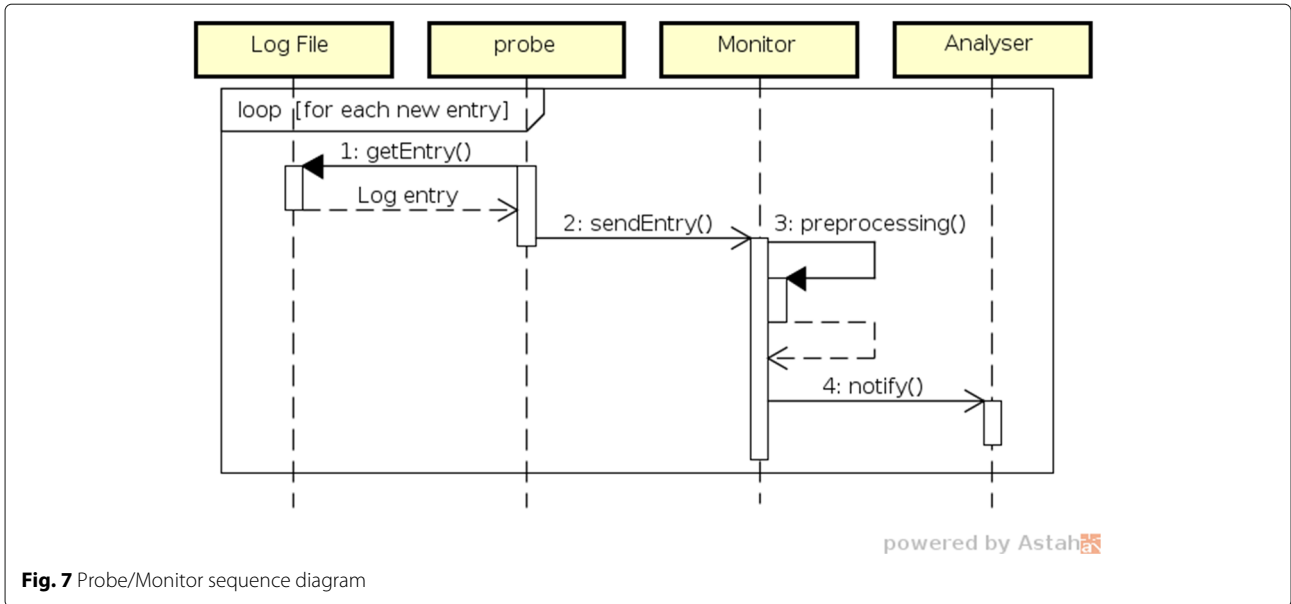 Log File
probe
Monitor
Analyser
loop [for each new entry]
1: getEntry()
Log entry
2: sendEntry()
3: preprocessing()
4: notify()
powered by Astah
Fig. 7 Probe/Monitor sequence diagram